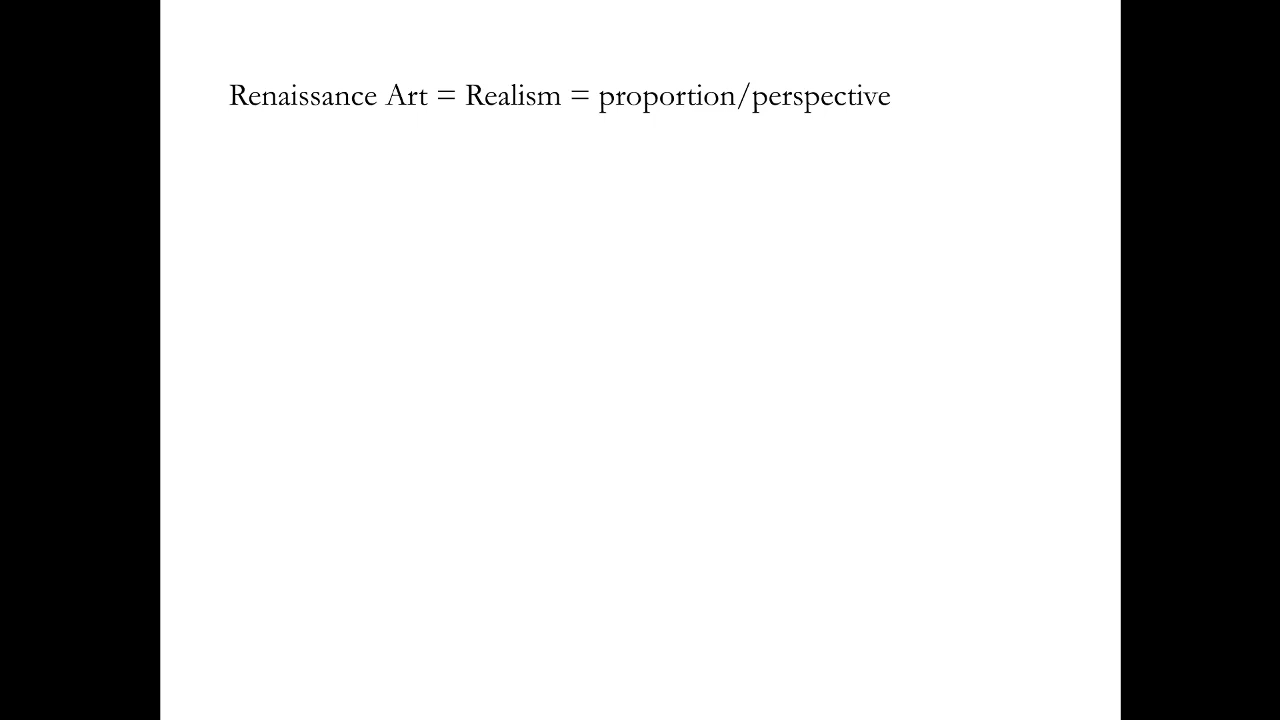 Renaissance Art = Realism = proportion/perspective